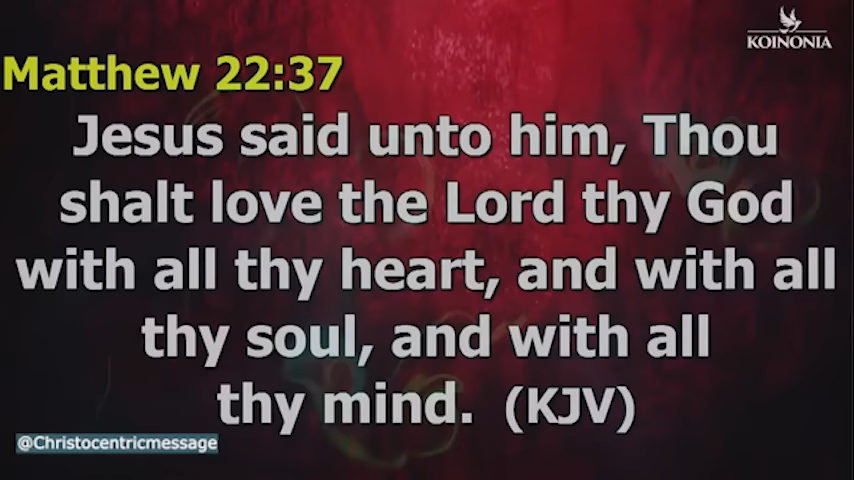 KOINONIA
Matthew 22:37
Jesus said unto him, Thou
shalt love the Lord thy God
with all thy heart, and with all
thy soul, and with all
thy mind. (KJV)
@Christocentricmessage